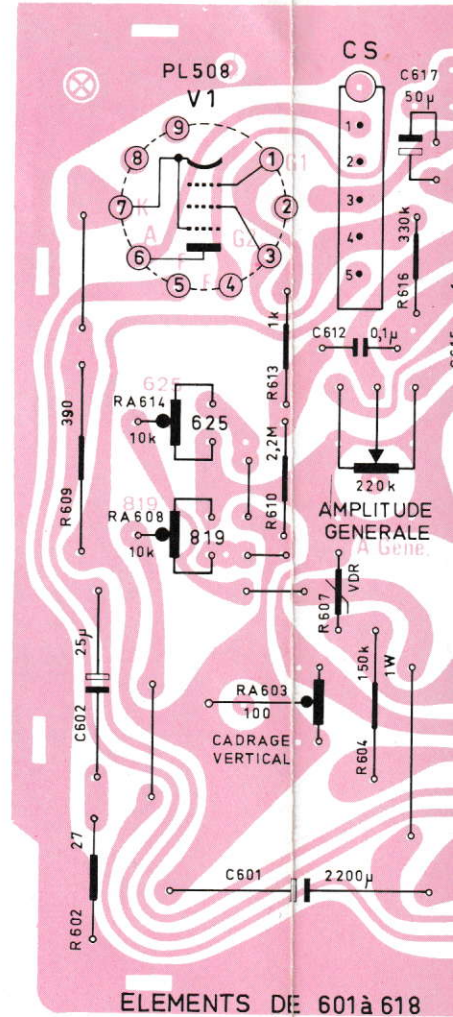 PL508
V1
CS
C617
50µ
9
8
1
G1
1
2
7
K
2
3
330k
A
G2
4
6
3
F
F
5
5
4
R616
1k
C612
0,1µ
R613
390
625
RA614
625
10k
2,2M
220k
R609
819
RA608
819
10k
R610
AMPLITUDE
GENERALE
A Géné.
VDR
R607
25µ
150k
1W
C602
RA603
100
CADRAGE
VERTICAL
R604
27
C601
2200µ
R602
ELEMENTS DE 601à 618